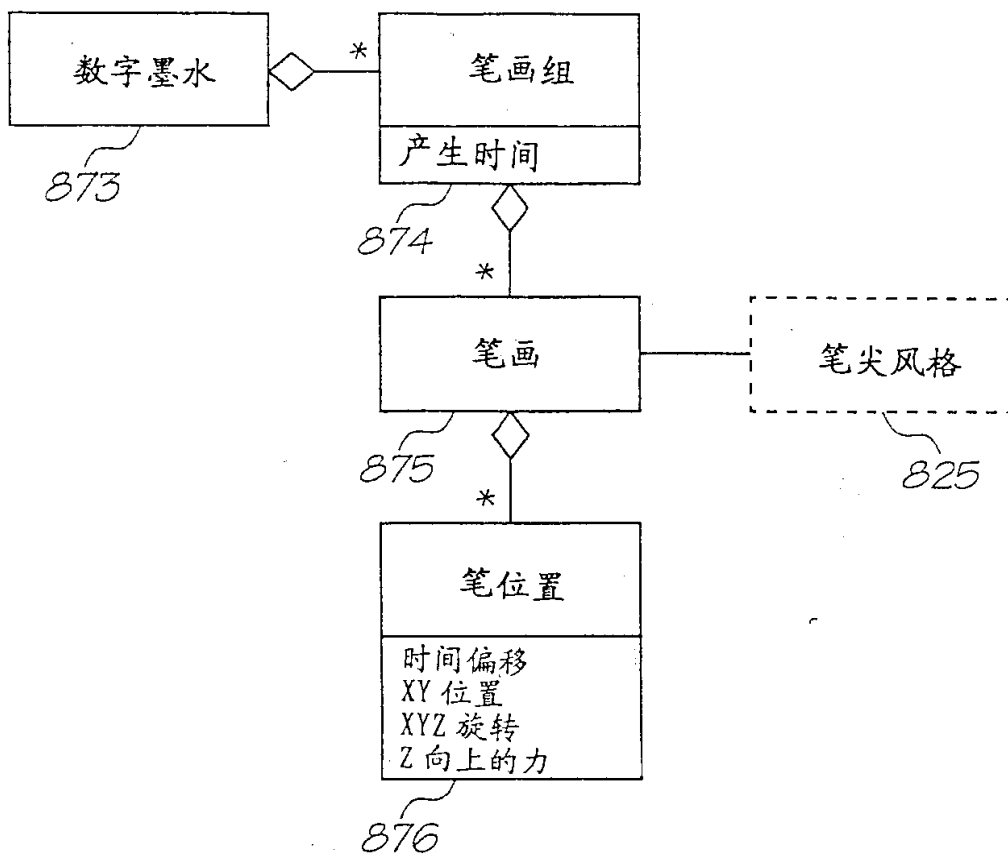 数字墨水
*
笔画组
产生时间
873
874
*
笔画
笔尖风格
875
825
*
笔位置
时间偏移
XY 位置
XYZ 旋转
Z 向上的力
876